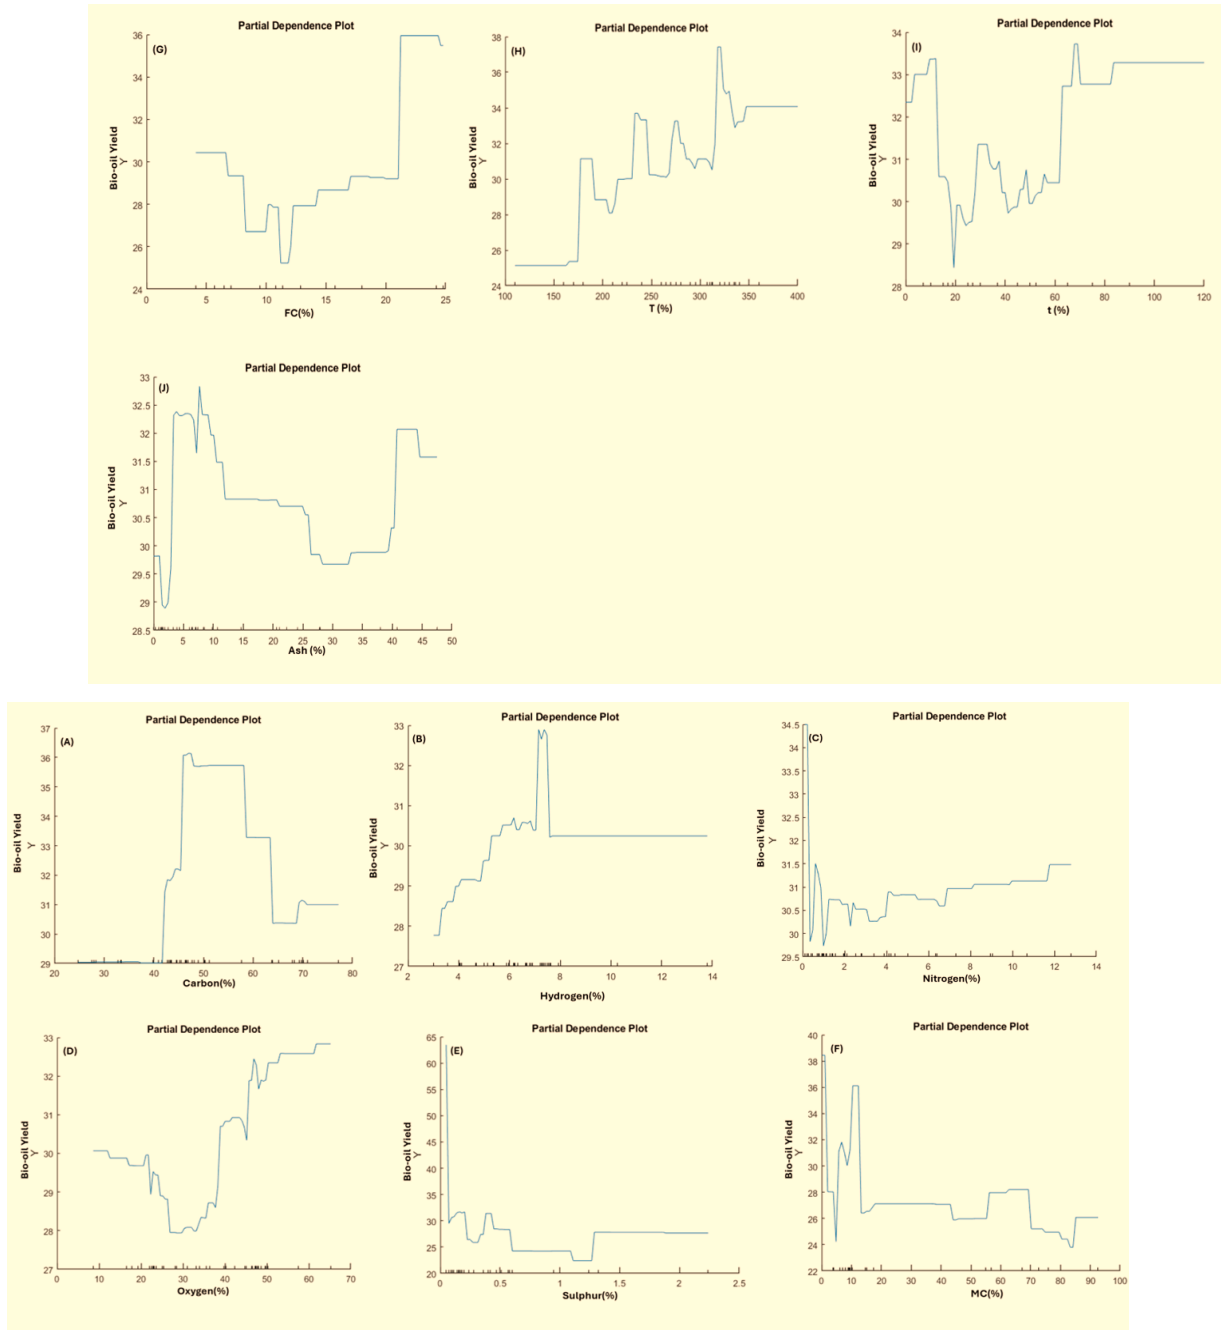 Partial Dependence Plot
(G)
36
34
32
30
28
26
24
0 5 10 15 20 25
FC(%)
Bio-oil Yield
Y
Partial Dependence Plot
(H)
38
36
34
32
30
28
26
24
100 150 200 250 300 350 400
T (%)
Bio-oil Yield
Y
Partial Dependence Plot
(I)
34
33
32
31
30
29
28
0 20 40 60 80 100 120
t (%)
Bio-oil Yield
Y
Partial Dependence Plot
(J)
33
32.5
32
31.5
31
30.5
30
29.5
29
28.5
0 5 10 15 20 25 30 35 40 45 50
Ash (%)
Bio-oil Yield
Y
Partial Dependence Plot
(A)
37
36
35
34
33
32
31
30
29
20 30 40 50 60 70 80
Carbon(%)
Bio-oil Yield
Y
Partial Dependence Plot
(B)
33
32
31
30
29
28
27
2 4 6 8 10 12 14
Hydrogen(%)
Bio-oil Yield
Y
Partial Dependence Plot
(C)
34.5
34
33.5
33
32.5
32
31.5
31
30.5
30
29.5
0 2 4 6 8 10 12 14
Nitrogen(%)
Bio-oil Yield
Y
Partial Dependence Plot
(D)
33
32
31
30
29
28
27
0 10 20 30 40 50 60 70
Oxygen(%)
Bio-oil Yield
Y
Partial Dependence Plot
(E)
65
60
55
50
45
40
35
30
25
20
0 0.5 1 1.5 2 2.5
Sulphur(%)
Bio-oil Yield
Y
Partial Dependence Plot
(F)
40
38
36
34
32
30
28
26
24
22
0 10 20 30 40 50 60 70 80 90 100
MC(%)
Bio-oil Yield
Y